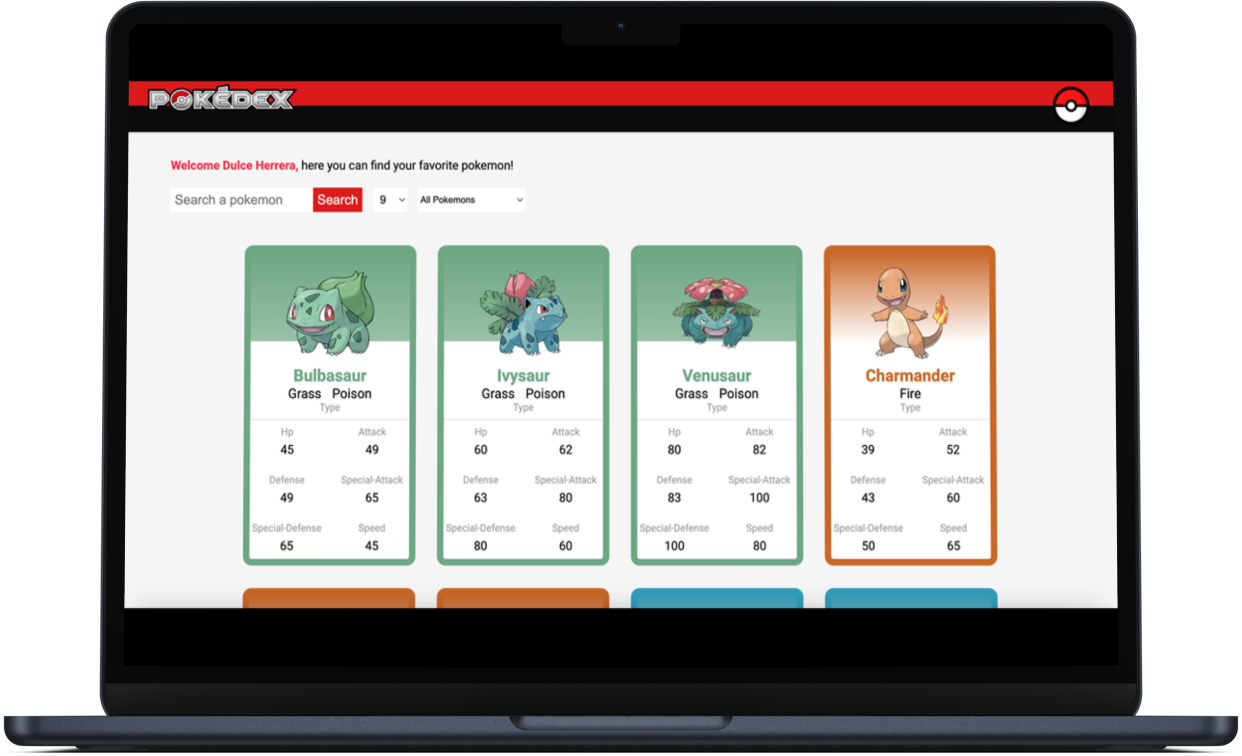 POKÉDEX
Welcome Dulce Herrera, here you can find your favorite pokemon!
Search a pokemon Search 9 All Pokemons
Bulbasaur Ivysaur Venusaur Charmander
Grass Poison Grass Poison Grass Poison Fire
Type Type Type Type
Hp Attack Hp Attack Hp Attack Hp Attack
45 49 60 62 80 82 39 52
Defense Special-Attack Defense Special-Attack Defense Special-Attack Defense Special-Attack
49 65 63 80 83 100 43 60
Special-Defense Speed Special-Defense Speed Special-Defense Speed Special-Defense Speed
65 45 80 60 100 80 50 65